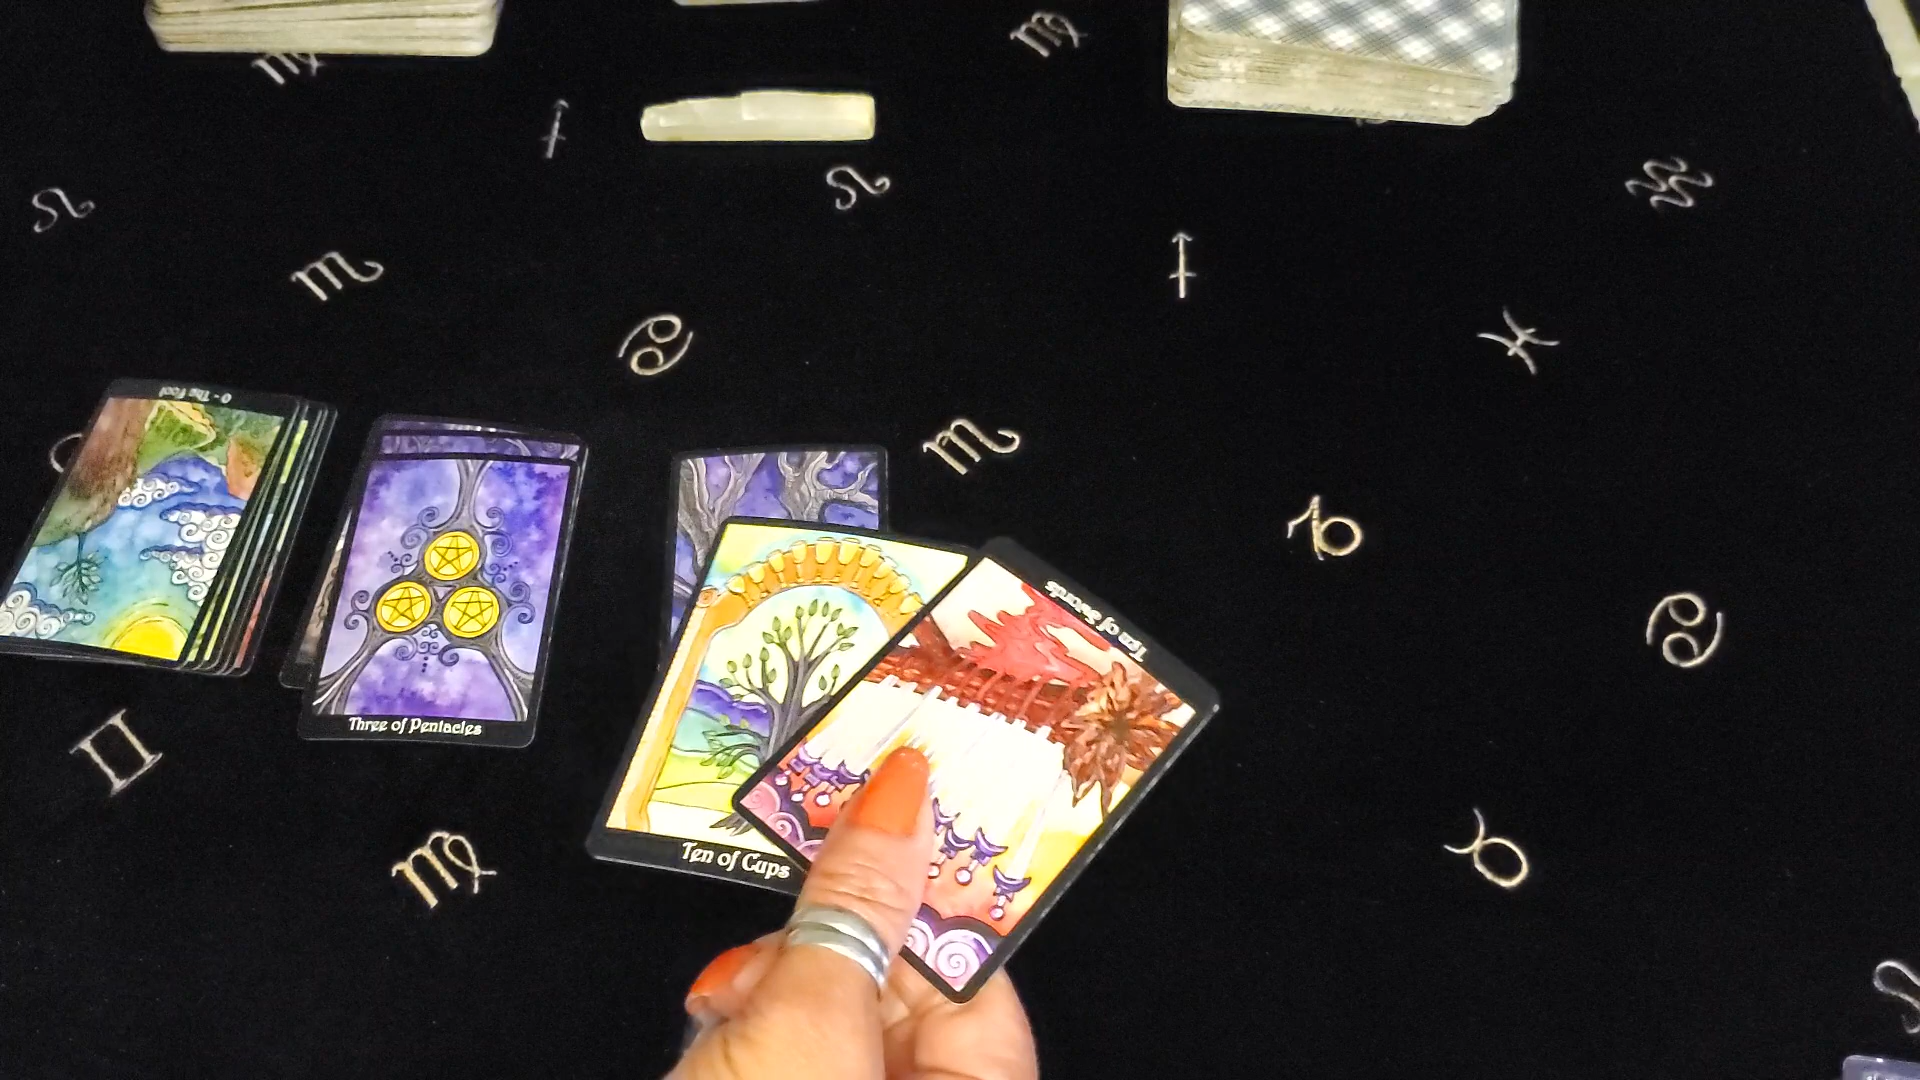 0 - The Fool
Three of Pentacles
Ten of Cups
Ten of Swords